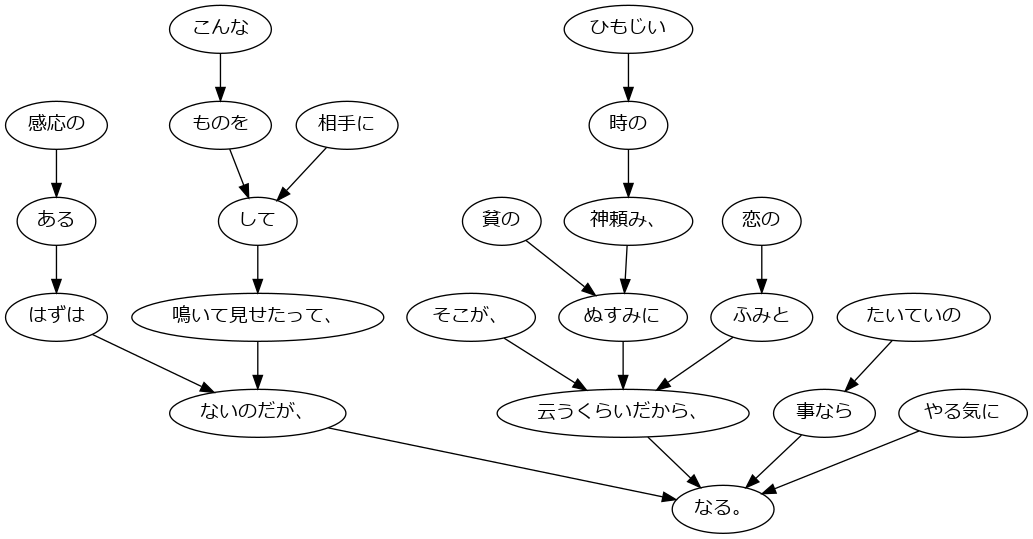 こんな
ひもじい
感応の
ものを
相手に
時の
ある
して
貧の
神頼み、
恋の
はずは
鳴いて見せたって、
そこが、
ぬすみに
ふみと
たいていの
ないのだが、
云うくらいだから、
事なら
やる気に
なる。